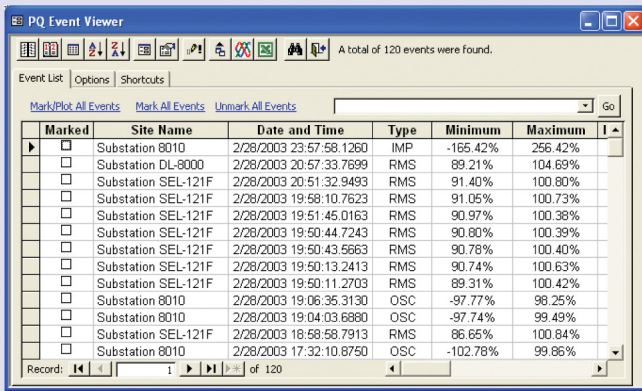 PQ Event Viewer
A total of 120 events were found.
Event List Options Shortcuts
Mark/Plot All Events Mark All Events Unmark All Events Go
Marked Site Name Date and Time Type Minimum Maximum
Substation 8010 2/28/2003 23:57:58.1260 IMP -165.42% 256.42%
Substation DL-8000 2/28/2003 20:57:33.7699 RMS 89.21% 104.69%
Substation SEL-121F 2/28/2003 20:51:32.9493 RMS 91.40% 100.80%
Substation SEL-121F 2/28/2003 19:58:10.7623 RMS 91.05% 100.73%
Substation SEL-121F 2/28/2003 19:51:45.0163 RMS 90.97% 100.38%
Substation SEL-121F 2/28/2003 19:50:44.7243 RMS 90.80% 100.39%
Substation SEL-121F 2/28/2003 19:50:43.5663 RMS 90.78% 100.40%
Substation SEL-121F 2/28/2003 19:50:13.2413 RMS 90.74% 100.63%
Substation SEL-121F 2/28/2003 19:50:11.2703 RMS 89.31% 100.42%
Substation 8010 2/28/2003 19:06:35.3130 OSC -97.77% 98.25%
Substation 8010 2/28/2003 19:04:03.6880 OSC -97.74% 99.49%
Substation SEL-121F 2/28/2003 18:58:58.7913 RMS 86.65% 100.84%
Substation 8010 2/28/2003 17:32:10.8750 OSC -102.78% 99.86%
Record: 1 of 120